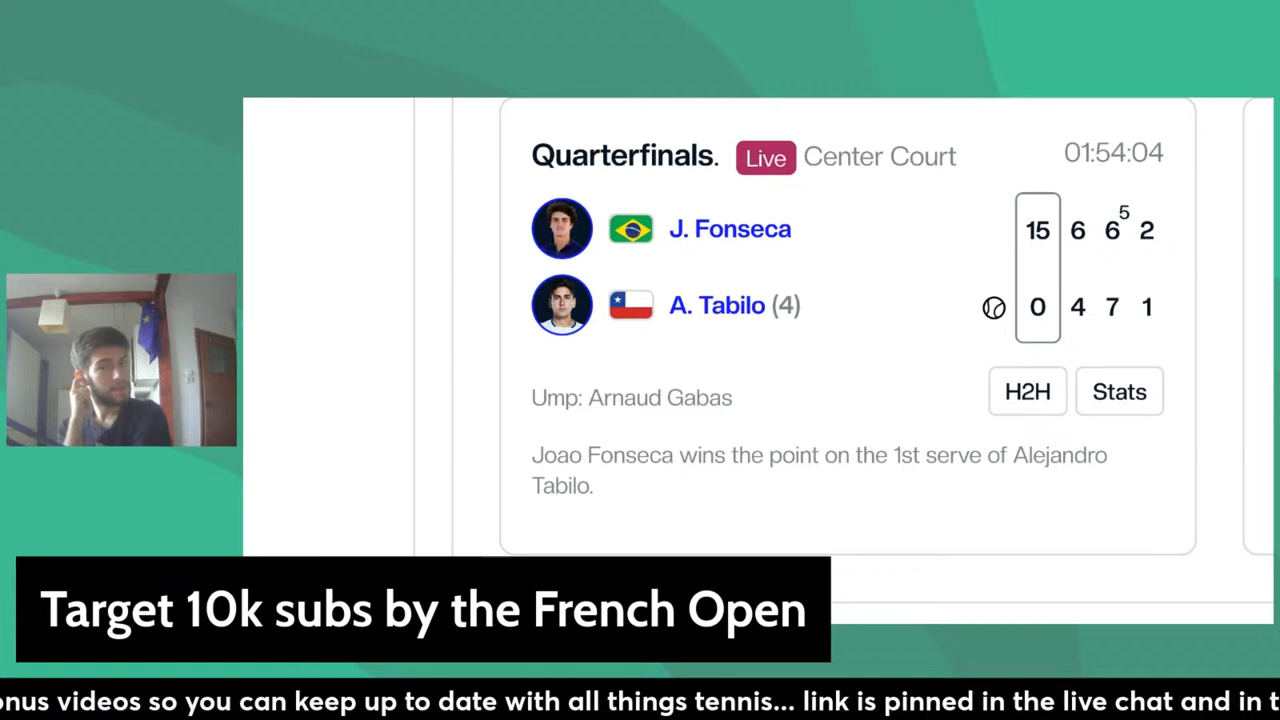 Quarterfinals. Live Center Court 01:54:04
J. Fonseca 15 6 6 5 2
A. Tabilo (4) 0 4 7 1
H2H Stats
Ump: Arnaud Gabas
Joao Fonseca wins the point on the 1st serve of Alejandro
Tabilo.
Target 10k subs by the French Open
onus videos so you can keep up to date with all things tennis... link is pinned in the live chat and in t